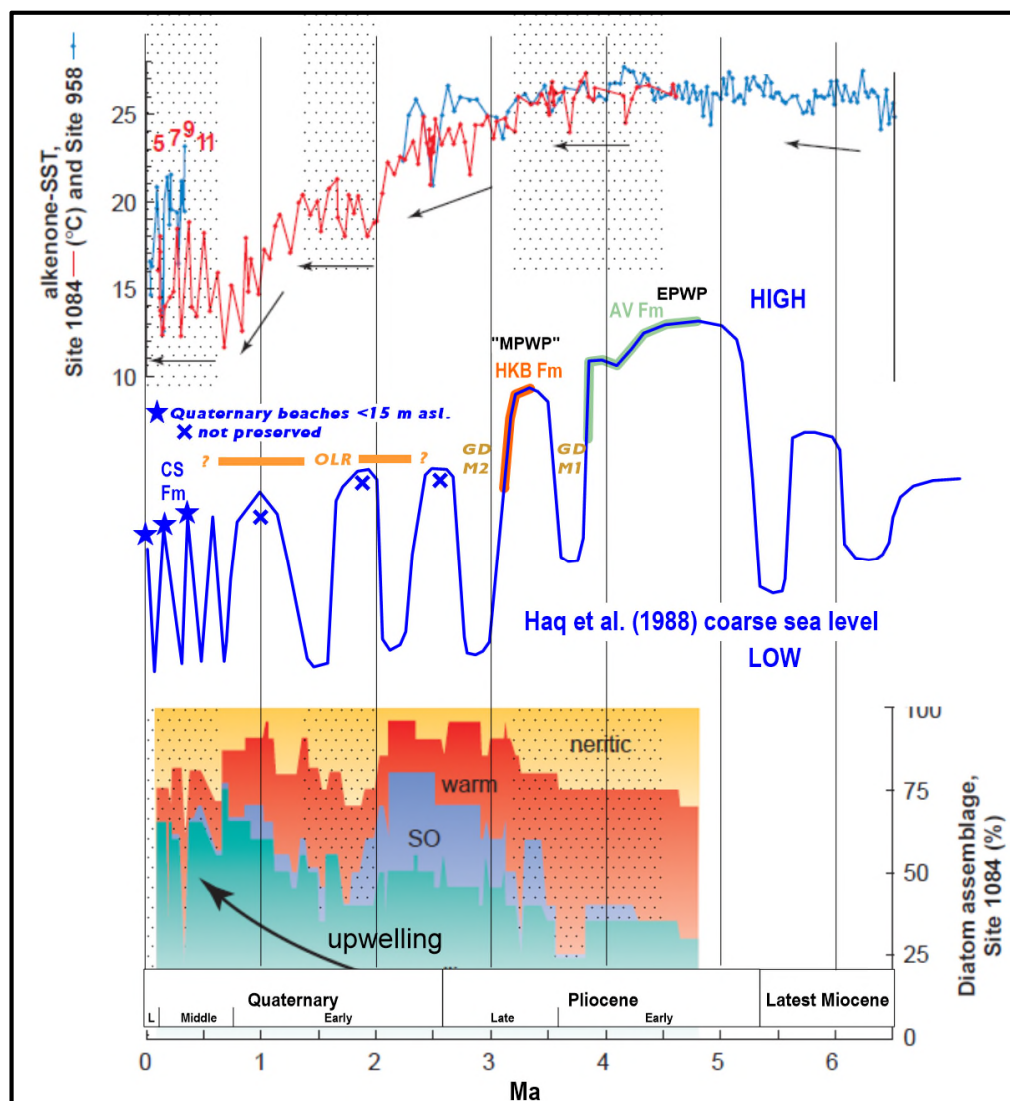 alkenone-SST,
Site 1084 — (°C) and Site 958 —
25
20
15
10
5 7 9 11
EPWP
AV Fm
HIGH
"MPWP"
HKB Fm
Quaternary beaches <15 m asl.
not preserved
GD
M2
GD
M1
? OLR ?
CS
Fm
Haq et al. (1988) coarse sea level
LOW
neritic
warm
SO
upwelling
100
75
50
25
0
Diatom assemblage,
Site 1084 (%)
Quaternary Pliocene Latest Miocene
L Middle Early Late Early
0 1 2 3 4 5 6
Ma